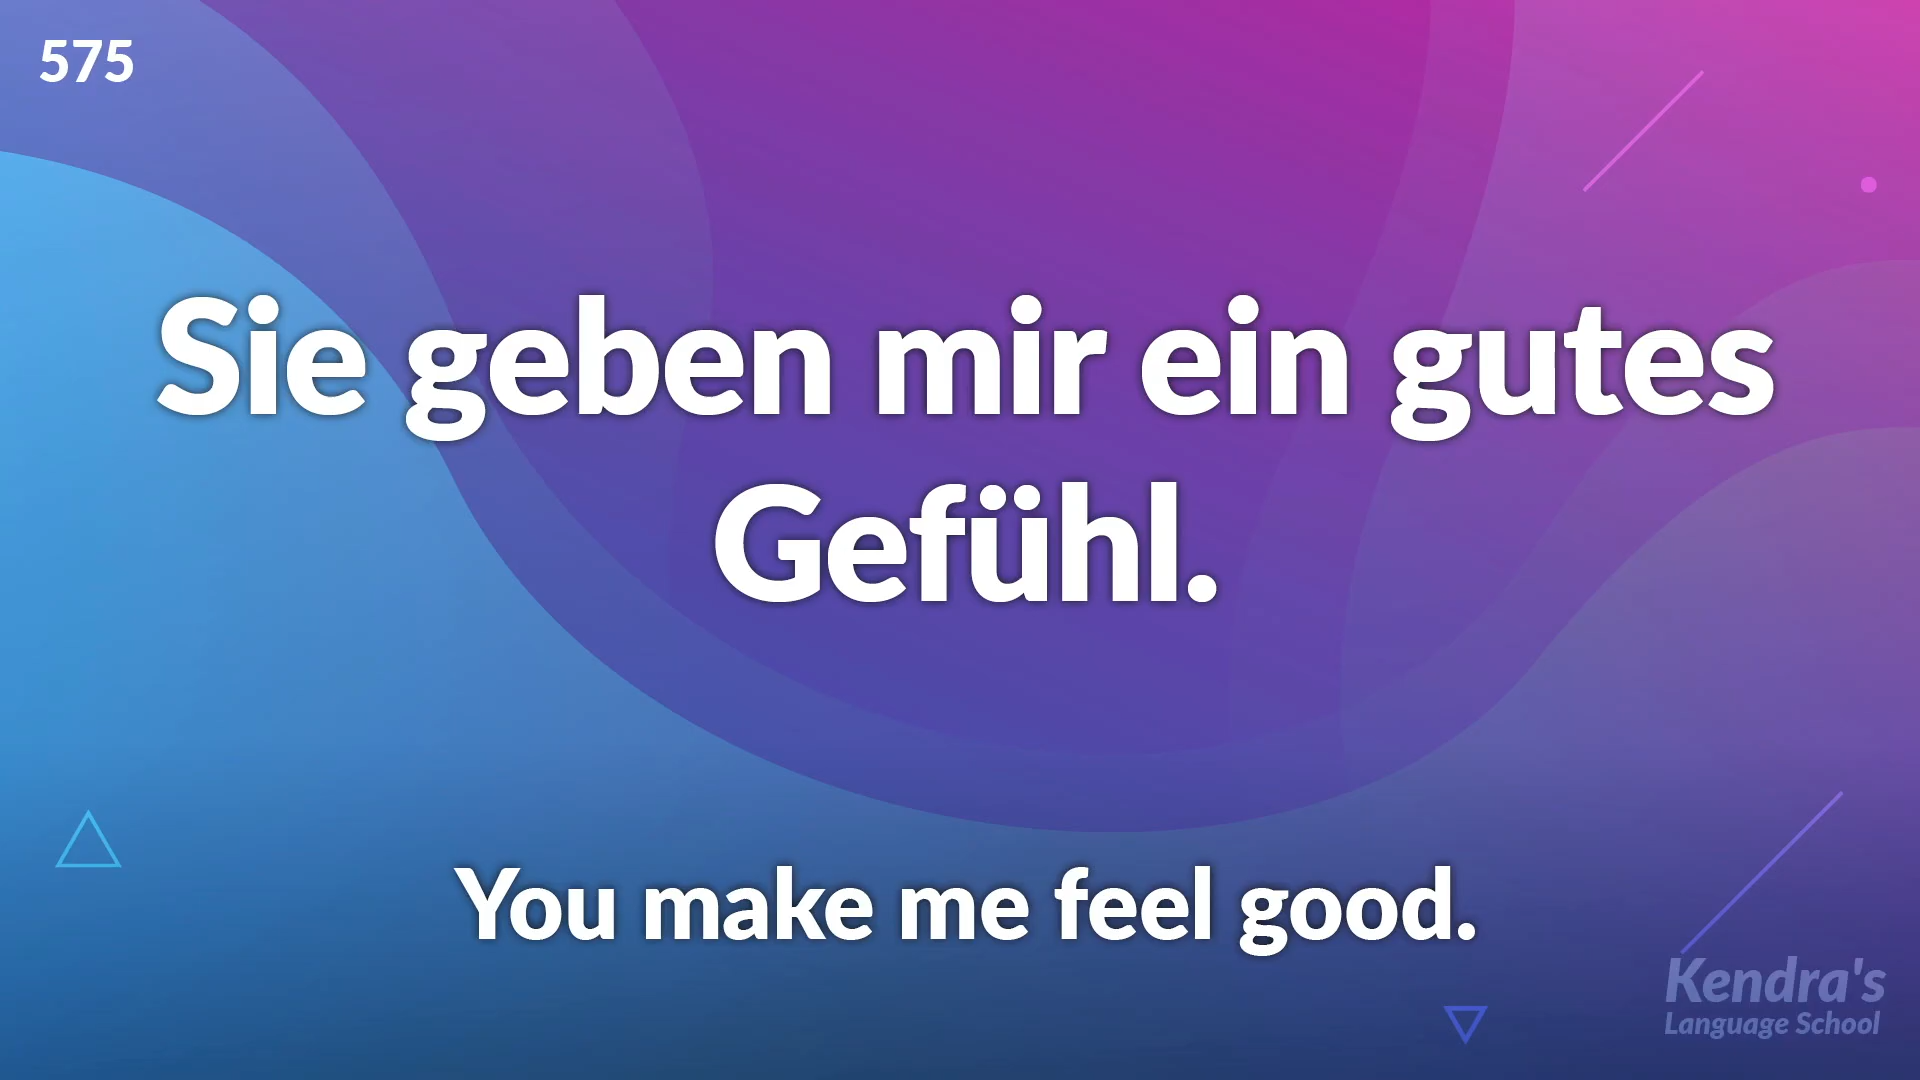 575
Sie geben mir ein gutes
Gefühl.
You make me feel good.
Kendra's
Language School